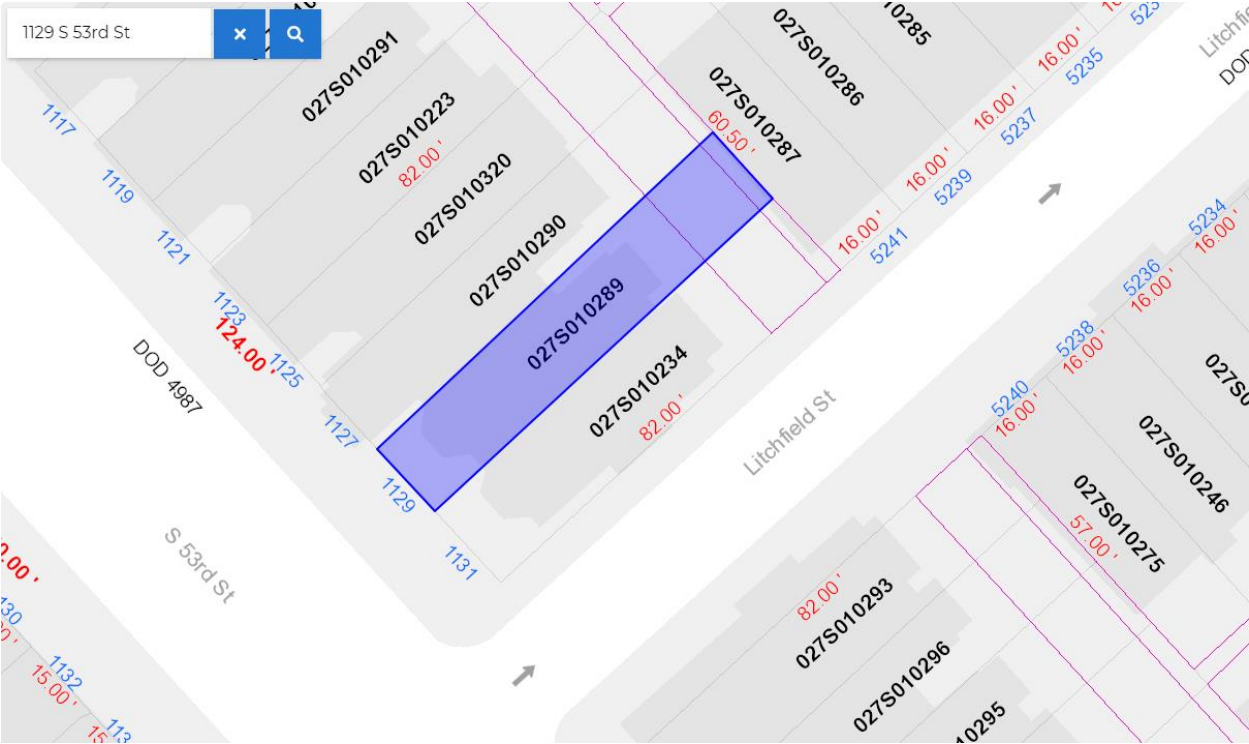 1129 S 53rd St
027S010291
027S010223
82.00 '
027S010320
027S010290
027S010289
027S010234
82.00 '
010285
027S010286
027S010287
60.50 '
16.00 '
5235
16.00 '
5237
16.00 '
5239
16.00 '
5241
Litchfield St
1117
1119
1121
1123
124.00 '
1125
1127
1129
1131
DOD 4987
S 53rd St
5234
16.00 '
5236
16.00 '
5238
16.00 '
5240
16.00 '
027S010246
027S010275
57.00 '
82.00 '
027S010293
027S010296
010295
1132
15.00 '